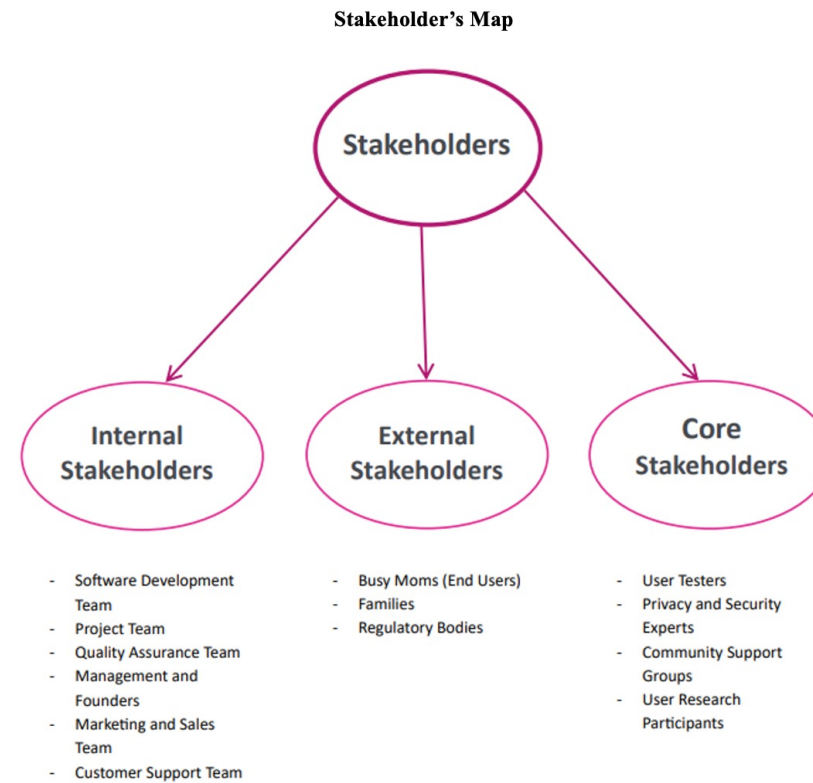 Stakeholder’s Map
Stakeholders
Internal
Stakeholders
External
Stakeholders
Core
Stakeholders
- Software Development
Team
- Project Team
- Quality Assurance Team
- Management and
Founders
- Marketing and Sales
Team
- Customer Support Team
- Busy Moms (End Users)
- Families
- Regulatory Bodies
- User Testers
- Privacy and Security
Experts
- Community Support
Groups
- User Research
Participants